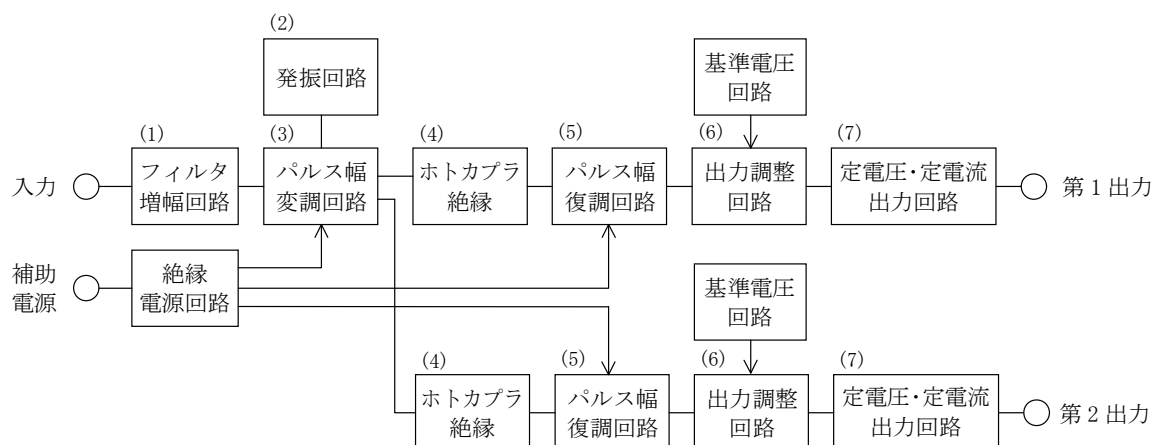 (2)
発振回路
基準電圧
回路
(1)
フィルタ
増幅回路
(3)
パルス幅
変調回路
(4)
ホトカプラ
絶縁
(5)
パルス幅
復調回路
(6)
出力調整
回路
(7)
定電圧・定電流
出力回路
入力
第1出力
補助
電源
絶縁
電源回路
基準電圧
回路
(4)
ホトカプラ
絶縁
(5)
パルス幅
復調回路
(6)
出力調整
回路
(7)
定電圧・定電流
出力回路
第2出力